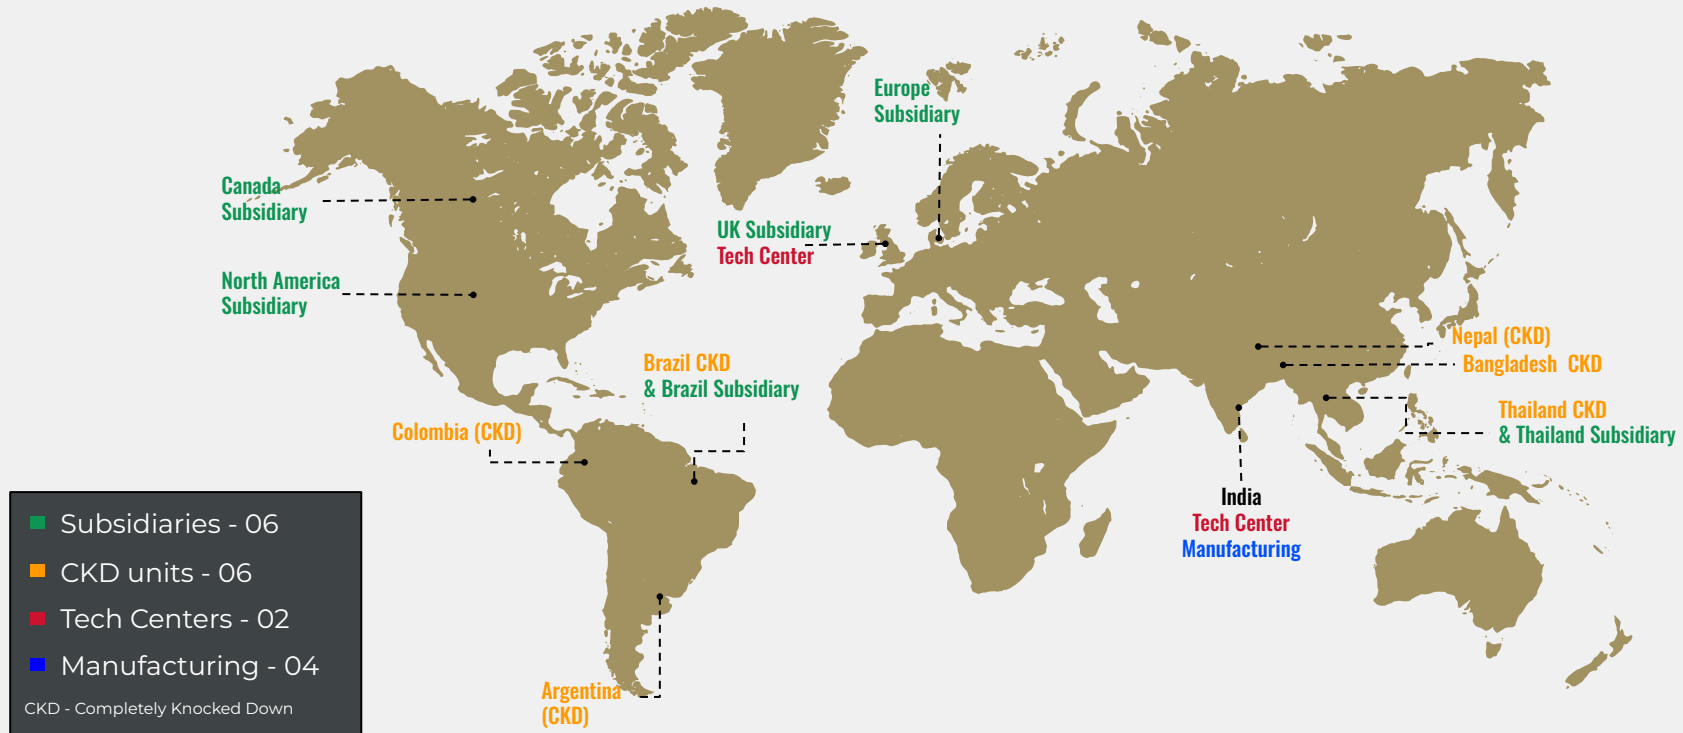 Europe
Subsidiary
Canada
Subsidiary
UK Subsidiary
Tech Center
North America
Subsidiary
Nepal (CKD)
Bangladesh CKD
Brazil CKD
& Brazil Subsidiary
Thailand CKD
& Thailand Subsidiary
Colombia (CKD)
India
Tech Center
Manufacturing
Argentina
(CKD)
Subsidiaries - 06
CKD units - 06
Tech Centers - 02
Manufacturing - 04
CKD - Completely Knocked Down